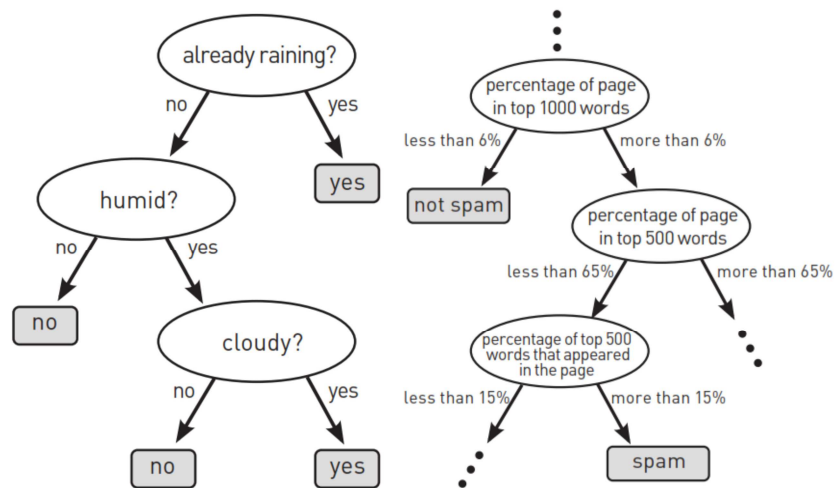 already raining?
no
yes
humid?
yes
no
yes
no
cloudy?
no
yes
no
yes
percentage of page
in top 1000 words
less than 6%
more than 6%
not spam
percentage of page
in top 500 words
less than 65%
more than 65%
percentage of top 500
words that appeared
in the page
less than 15%
more than 15%
spam